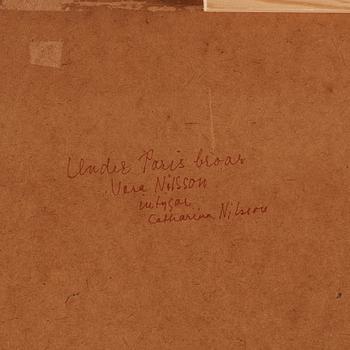 Under Paris broar
Vera Nilsson
intygar
Catharina Nilsson